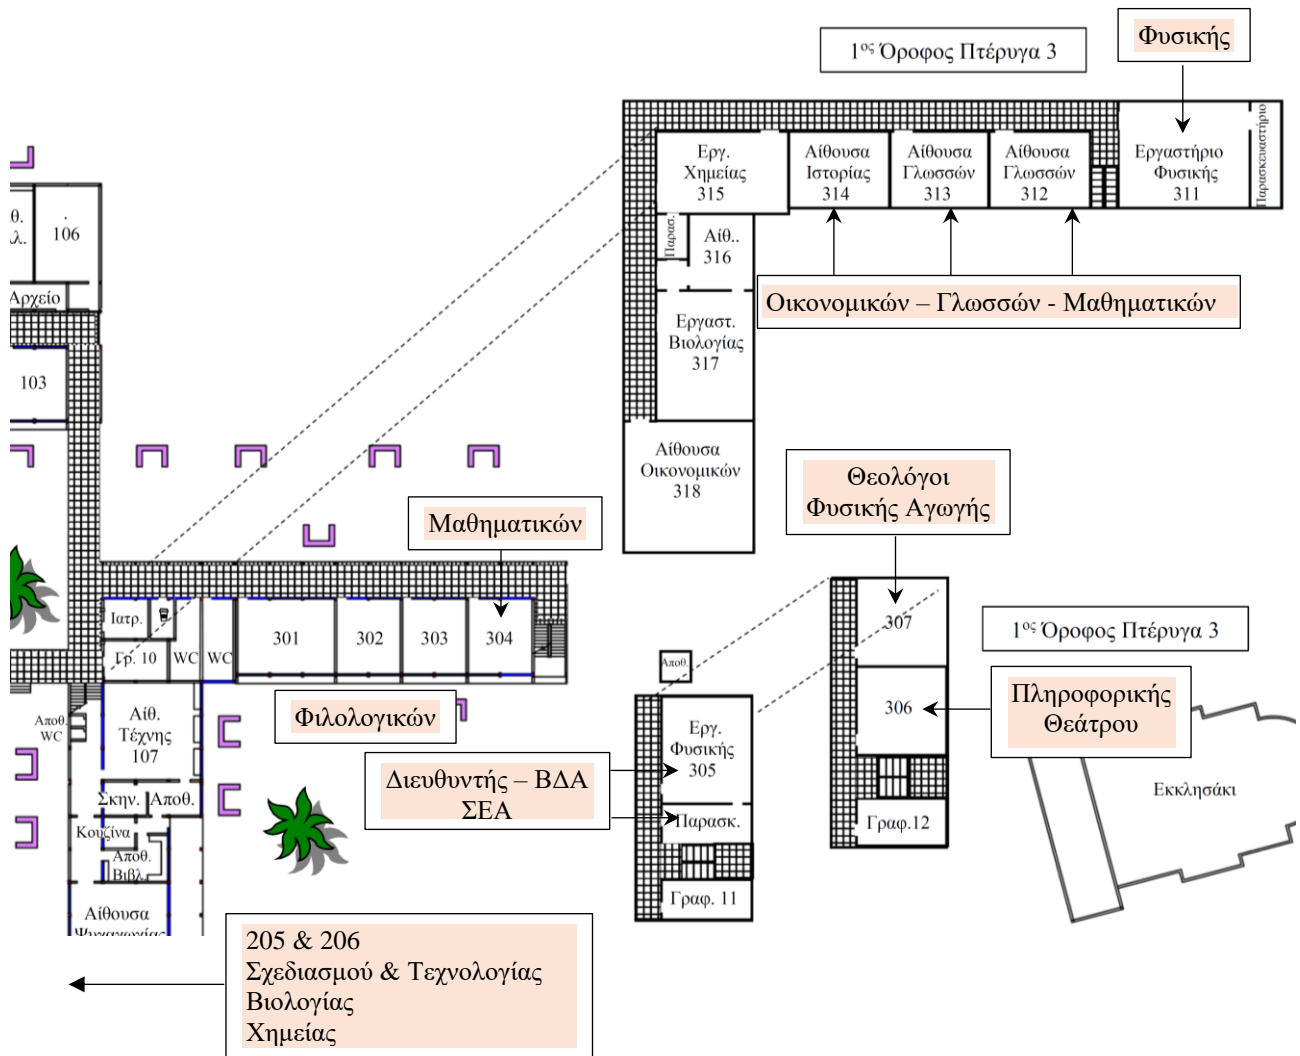 Φυσικής
1ος Όροφος Πτέρυγα 3
Εργ.
Χημείας
315
Αίθουσα
Ιστορίας
314
Αίθουσα
Γλωσσών
313
Αίθουσα
Γλωσσών
312
Εργαστήριο
Φυσικής
311
Παρασκευαστήριο
θ.
λ.
106
Αρχείο
Παρασ.
Αίθ..
316
Οικονομικών – Γλωσσών - Μαθηματικών
Εργαστ.
Βιολογίας
317
103
Αίθουσα
Οικονομικών
318
Θεολόγοι
Φυσικής Αγωγής
Μαθηματικών
Ιατρ.
Γρ. 10
WC
WC
301
302
303
304
307
1ος Όροφος Πτέρυγα 3
Αποθ.
Φιλολογικών
306
Πληροφορικής
Θεάτρου
Αποθ.
WC
Αίθ.
Τέχνης
107
Εργ.
Φυσικής
305
Διευθυντής – ΒΔΑ
ΣΕΑ
Παρασκ.
Εκκλησάκι
Σκην.
Αποθ.
Κουζίνα
Αποθ.
Βιβλ.
Γραφ.12
Γραφ. 11
Αίθουσα
Ψυχαγωγίας
205 & 206
Σχεδιασμού & Τεχνολογίας
Βιολογίας
Χημείας